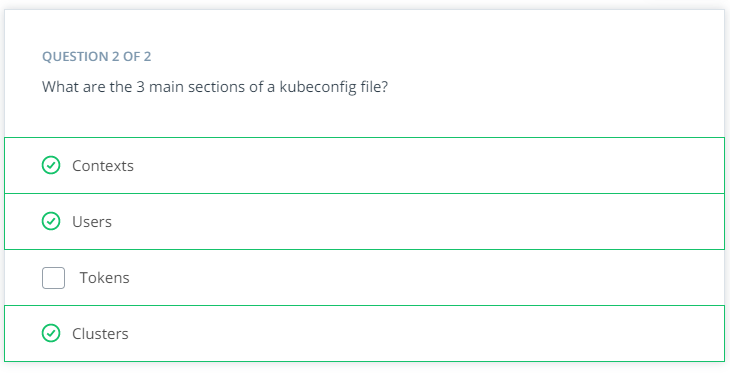 QUESTION 2 OF 2
What are the 3 main sections of a kubeconfig file?
Contexts
Users
Tokens
Clusters